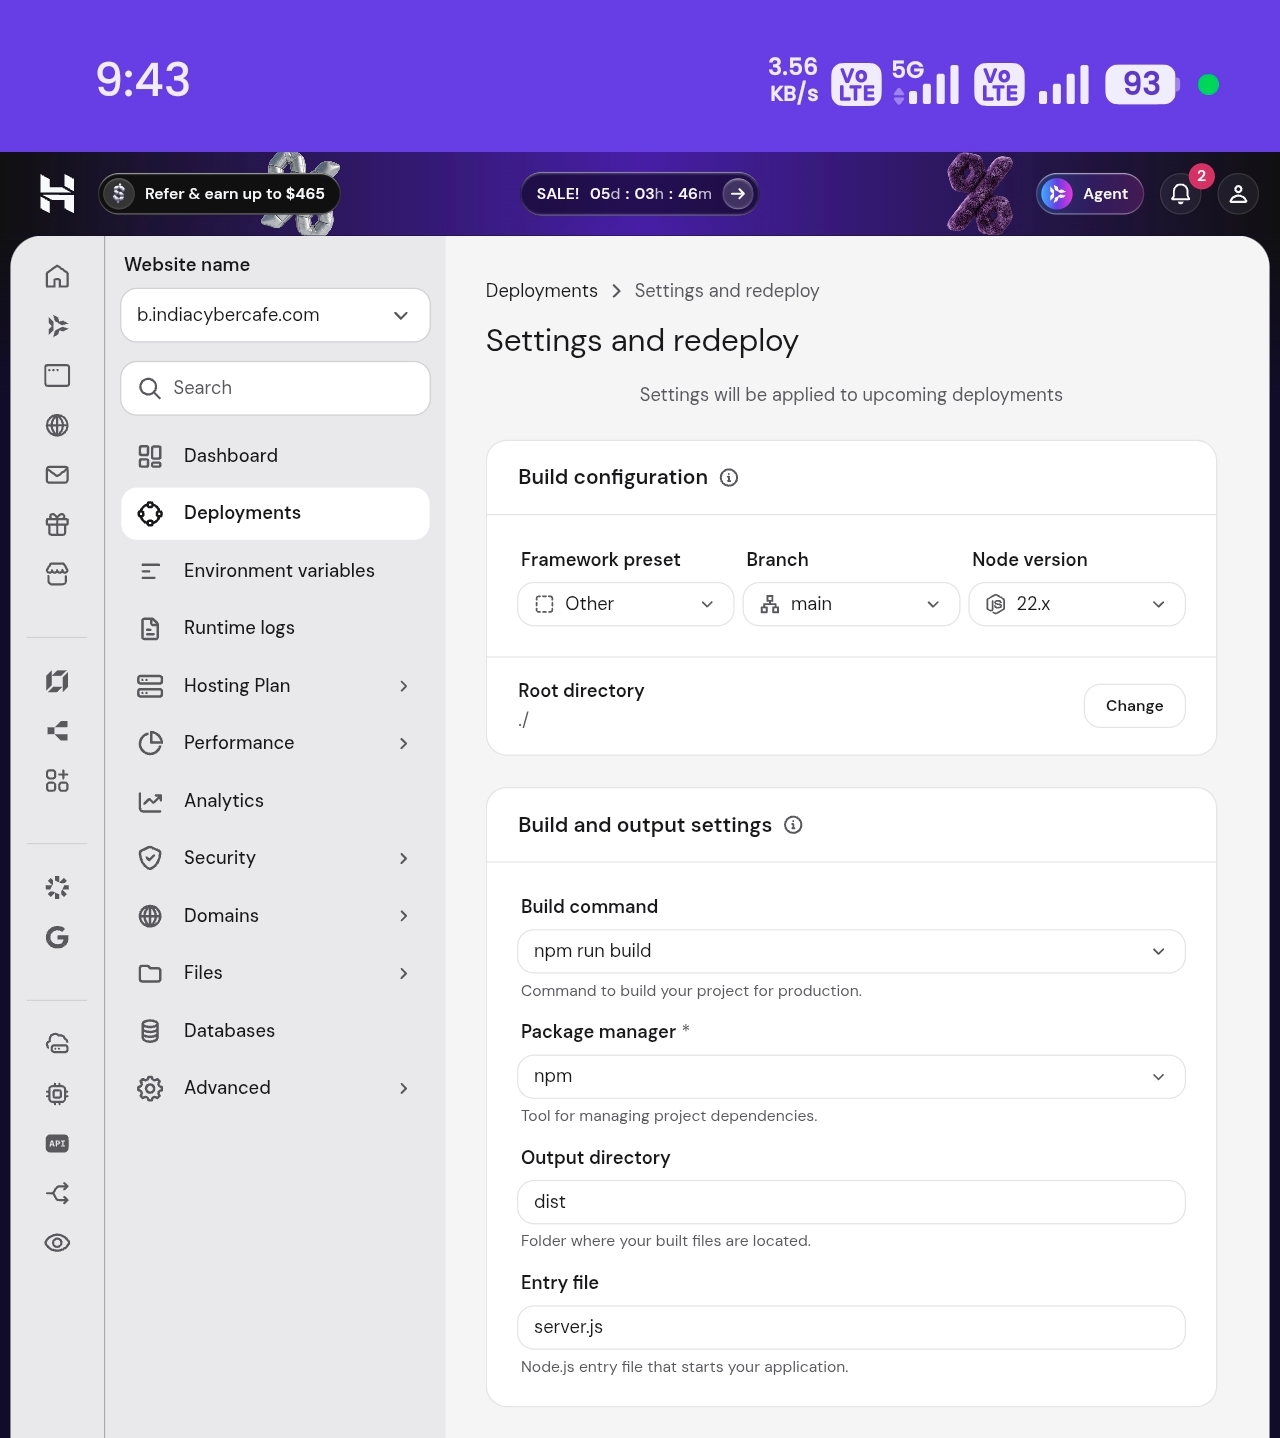 9:43
3.56
KB/s
Vo
LTE
5G
Vo
LTE
93
Refer & earn up to $465
SALE! 05d : 03h : 46m
Agent
2
Website name
b.indiacybercafe.com
Search
Dashboard
Deployments
Environment variables
Runtime logs
Hosting Plan
Performance
Analytics
Security
Domains
Files
Databases
Advanced
API
Deployments
Settings and redeploy
Settings and redeploy
Settings will be applied to upcoming deployments
Build configuration
Framework preset
Branch
Node version
Other
main
22.x
Root directory
./
Change
Build and output settings
Build command
npm run build
Command to build your project for production.
Package manager *
npm
Tool for managing project dependencies.
Output directory
dist
Folder where your built files are located.
Entry file
server.js
Node.js entry file that starts your application.